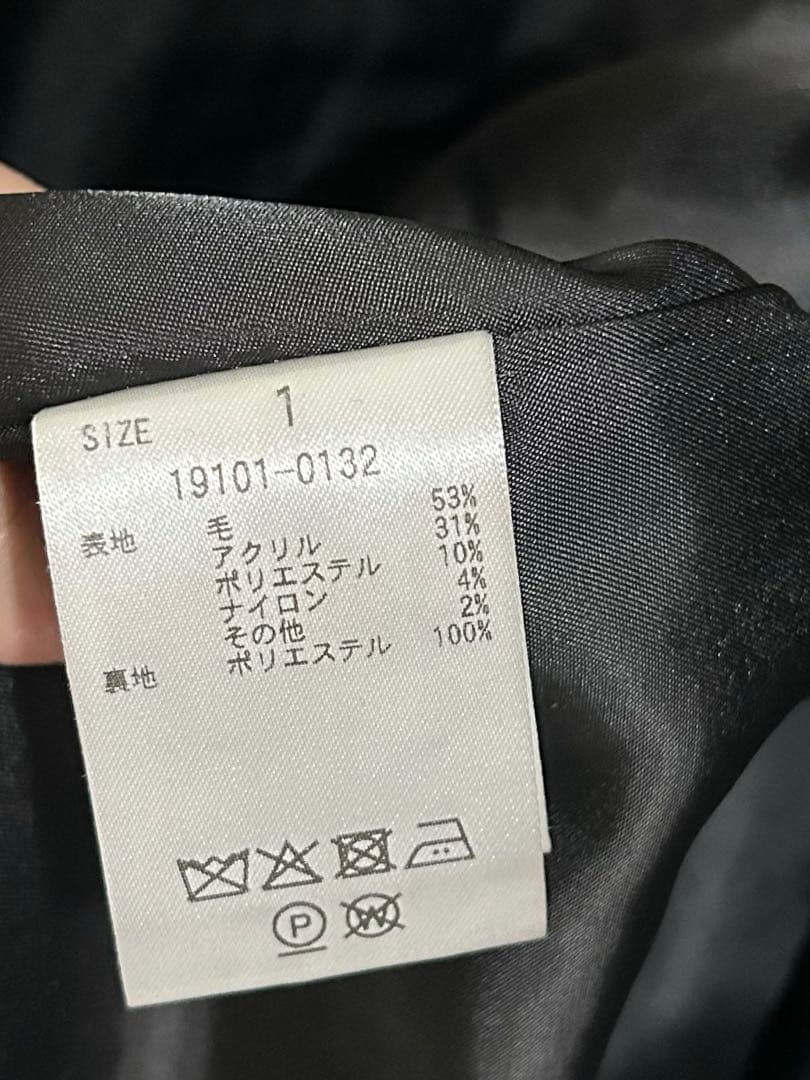 SIZE 1
19101-0132
表地 毛 53%
アクリル 31%
ポリエステル 10%
ナイロン 4%
その他 2%
裏地 ポリエステル 100%
P W